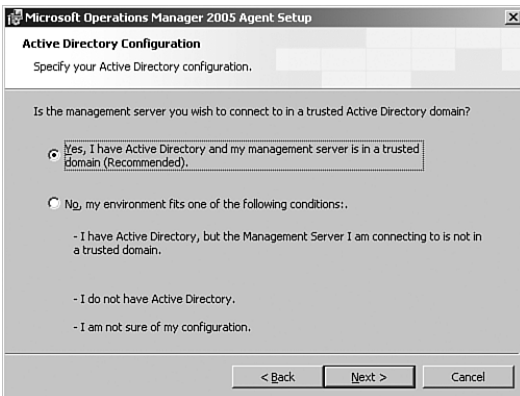 Microsoft Operations Manager 2005 Agent Setup
Active Directory Configuration
Specify your Active Directory configuration.
Is the management server you wish to connect to in a trusted Active Directory domain?
Yes, I have Active Directory and my management server is in a trusted
domain (Recommended).
No, my environment fits one of the following conditions:.
- I have Active Directory, but the Management Server I am connecting to is not in
a trusted domain.
- I do not have Active Directory.
- I am not sure of my configuration.
< Back Next > Cancel